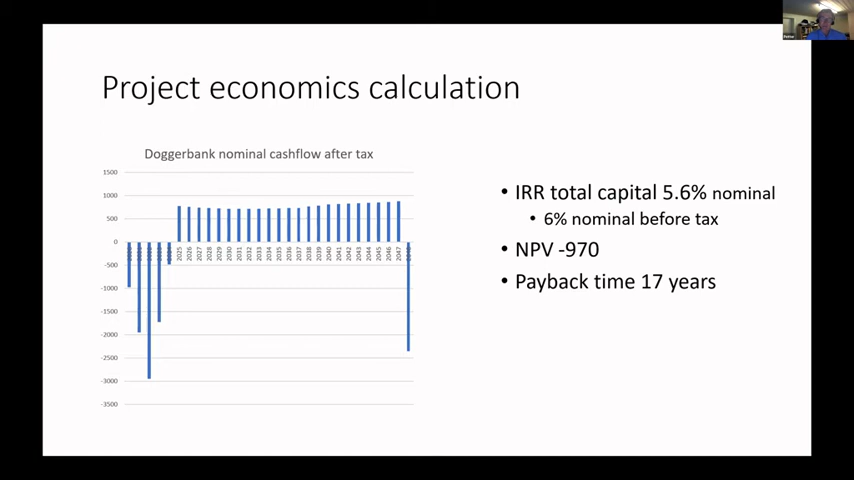 Project economics calculation
Doggerbank nominal cashflow after tax
1500
1000
500
0
-500
-1000
-1500
-2000
-2500
-3000
-3500
2025 2026 2027 2028 2029 2030 2031 2032 2033 2034 2035 2036 2037 2038 2039 2040 2041 2042 2043 2044 2045 2046 2047
• IRR total capital 5.6% nominal
• 6% nominal before tax
• NPV -970
• Payback time 17 years